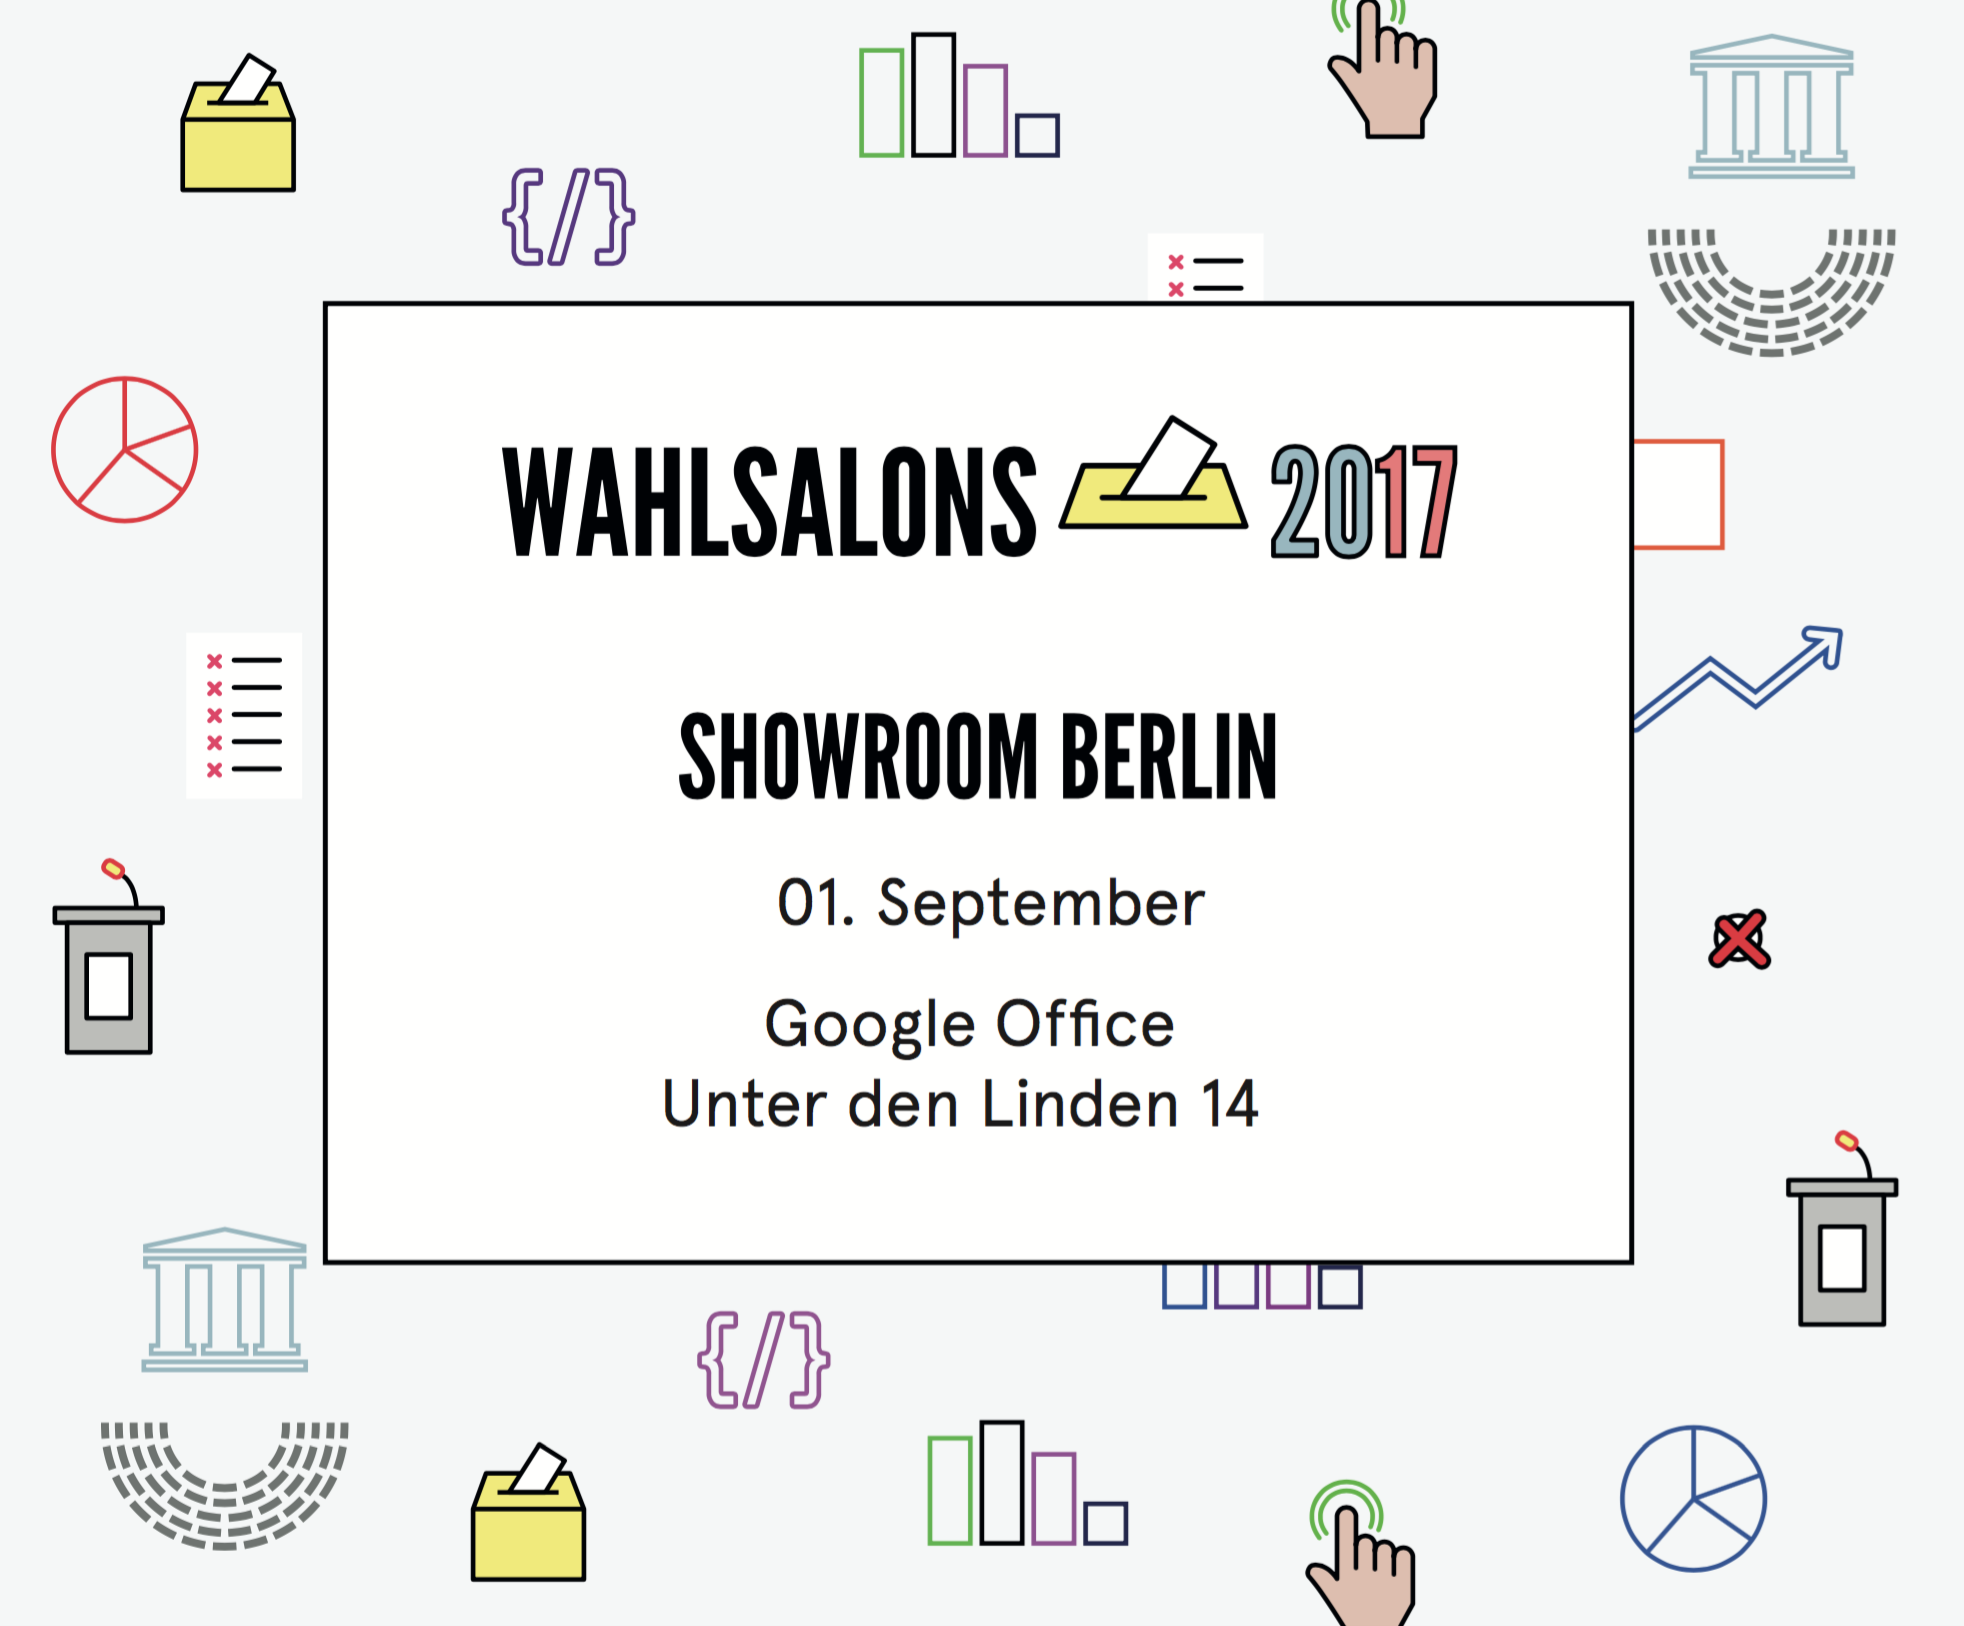 WAHLSALONS 2017
SHOWROOM BERLIN
01. September
Google Office
Unter den Linden 14